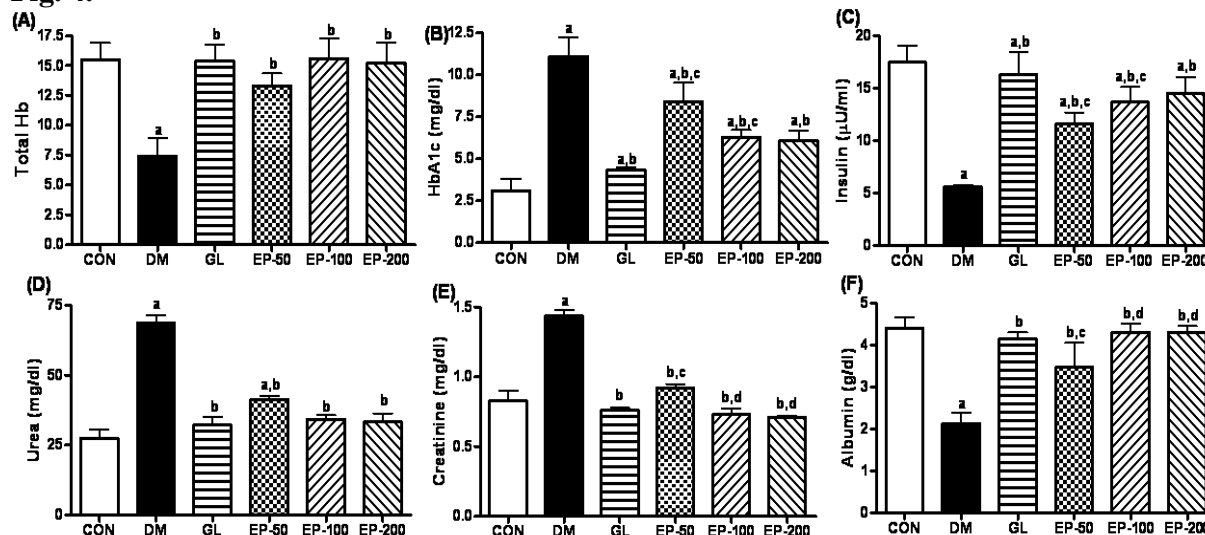 (A)
Total Hb
17.5
15.0
12.5
10.0
7.5
5.0
2.5
0.0
a
b
b
b
b
CON DM GL EP-50 EP-100 EP-200
(B)
HbA1c (mg/dl)
12.5
10.0
7.5
5.0
2.5
0.0
a
a,b
a,b,c
a,b,c
a,b
CON DM GL EP-50 EP-100 EP-200
(C)
Insulin (µU/ml)
20
15
10
5
0
a
a,b
a,b,c
a,b,c
a,b
CON DM GL EP-50 EP-100 EP-200
(D)
Urea (mg/dl)
75
50
25
0
a
b
a,b
b
b
CON DM GL EP-50 EP-100 EP-200
(E)
Creatinine (mg/dl)
1.5
1.0
0.5
0.0
a
b
b,c
b,d
b,d
CON DM GL EP-50 EP-100 EP-200
(F)
Albumin (g/dl)
5
4
3
2
1
0
a
b
b,c
b,d
b,d
CON DM GL EP-50 EP-100 EP-200